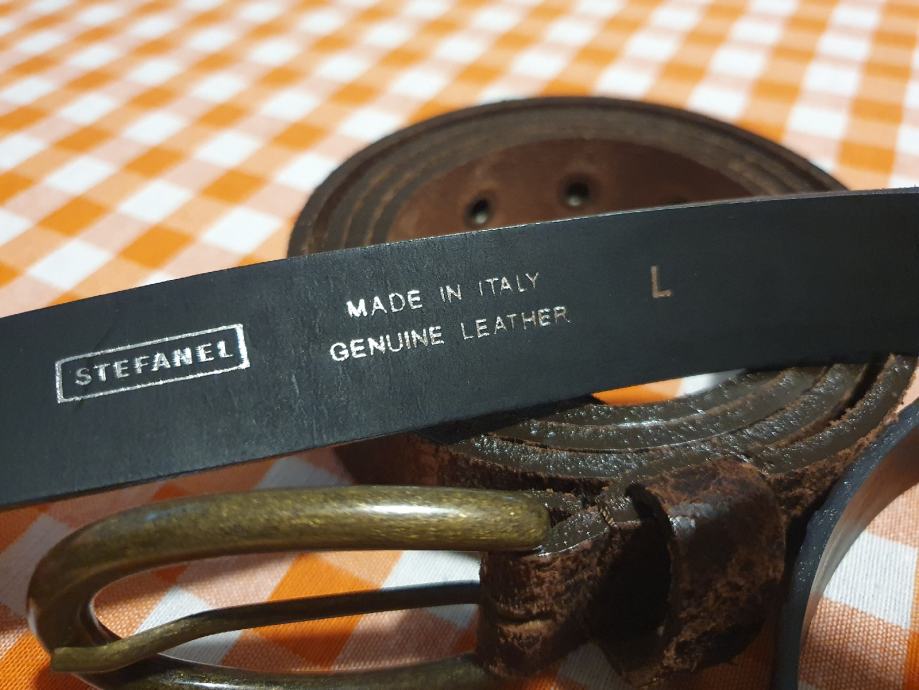 STEFANEL
MADE IN ITALY
GENUINE LEATHER
L